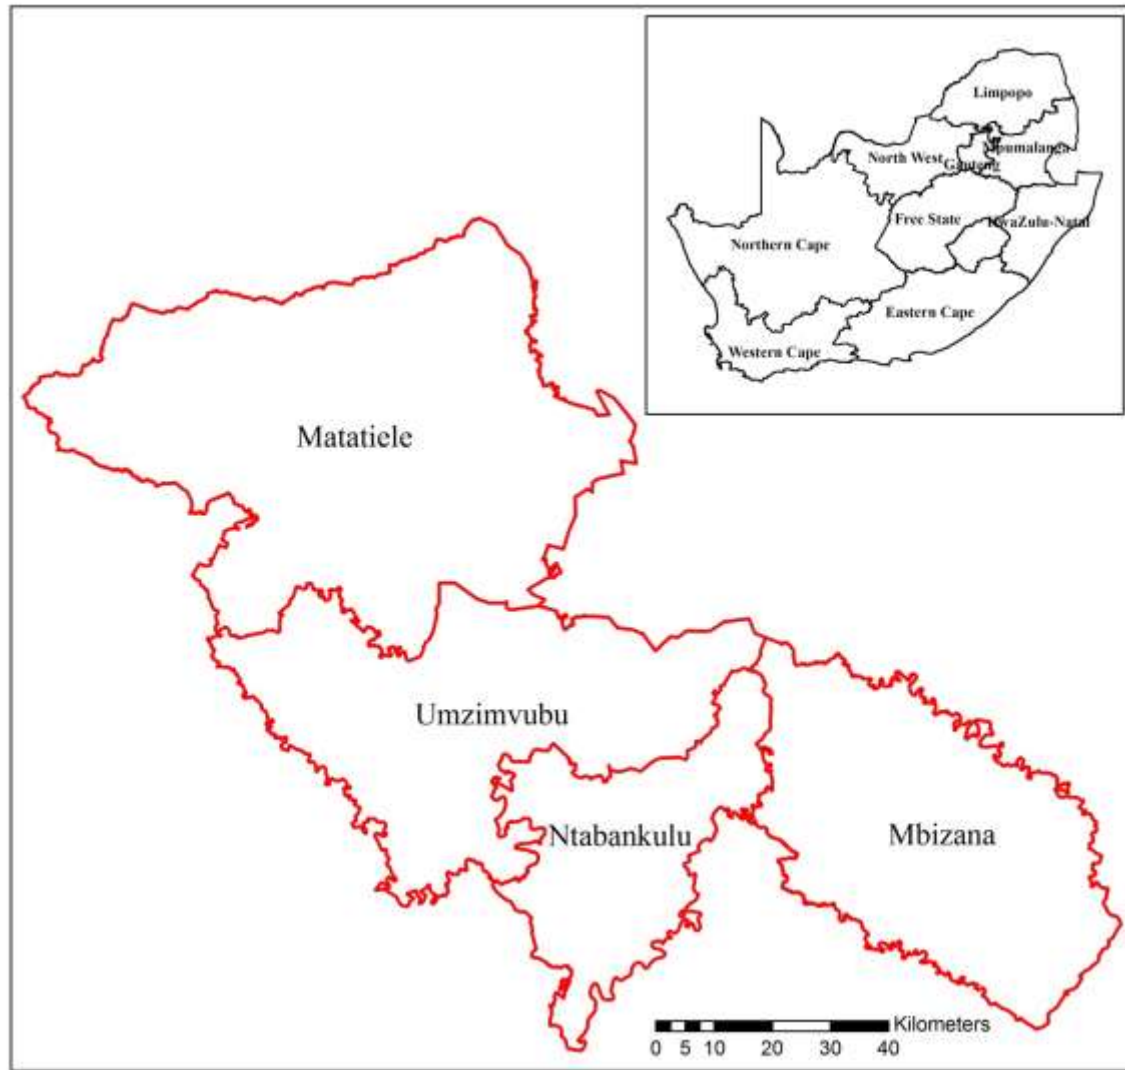 Limpopo
Mpumalanga
North West
Gauteng
Free State
KwaZulu-Natal
Northern Cape
Eastern Cape
Western Cape
Matatiele
Umzimvubu
Ntabankulu
Mbizana
Kilometers
0 5 10 20 30 40